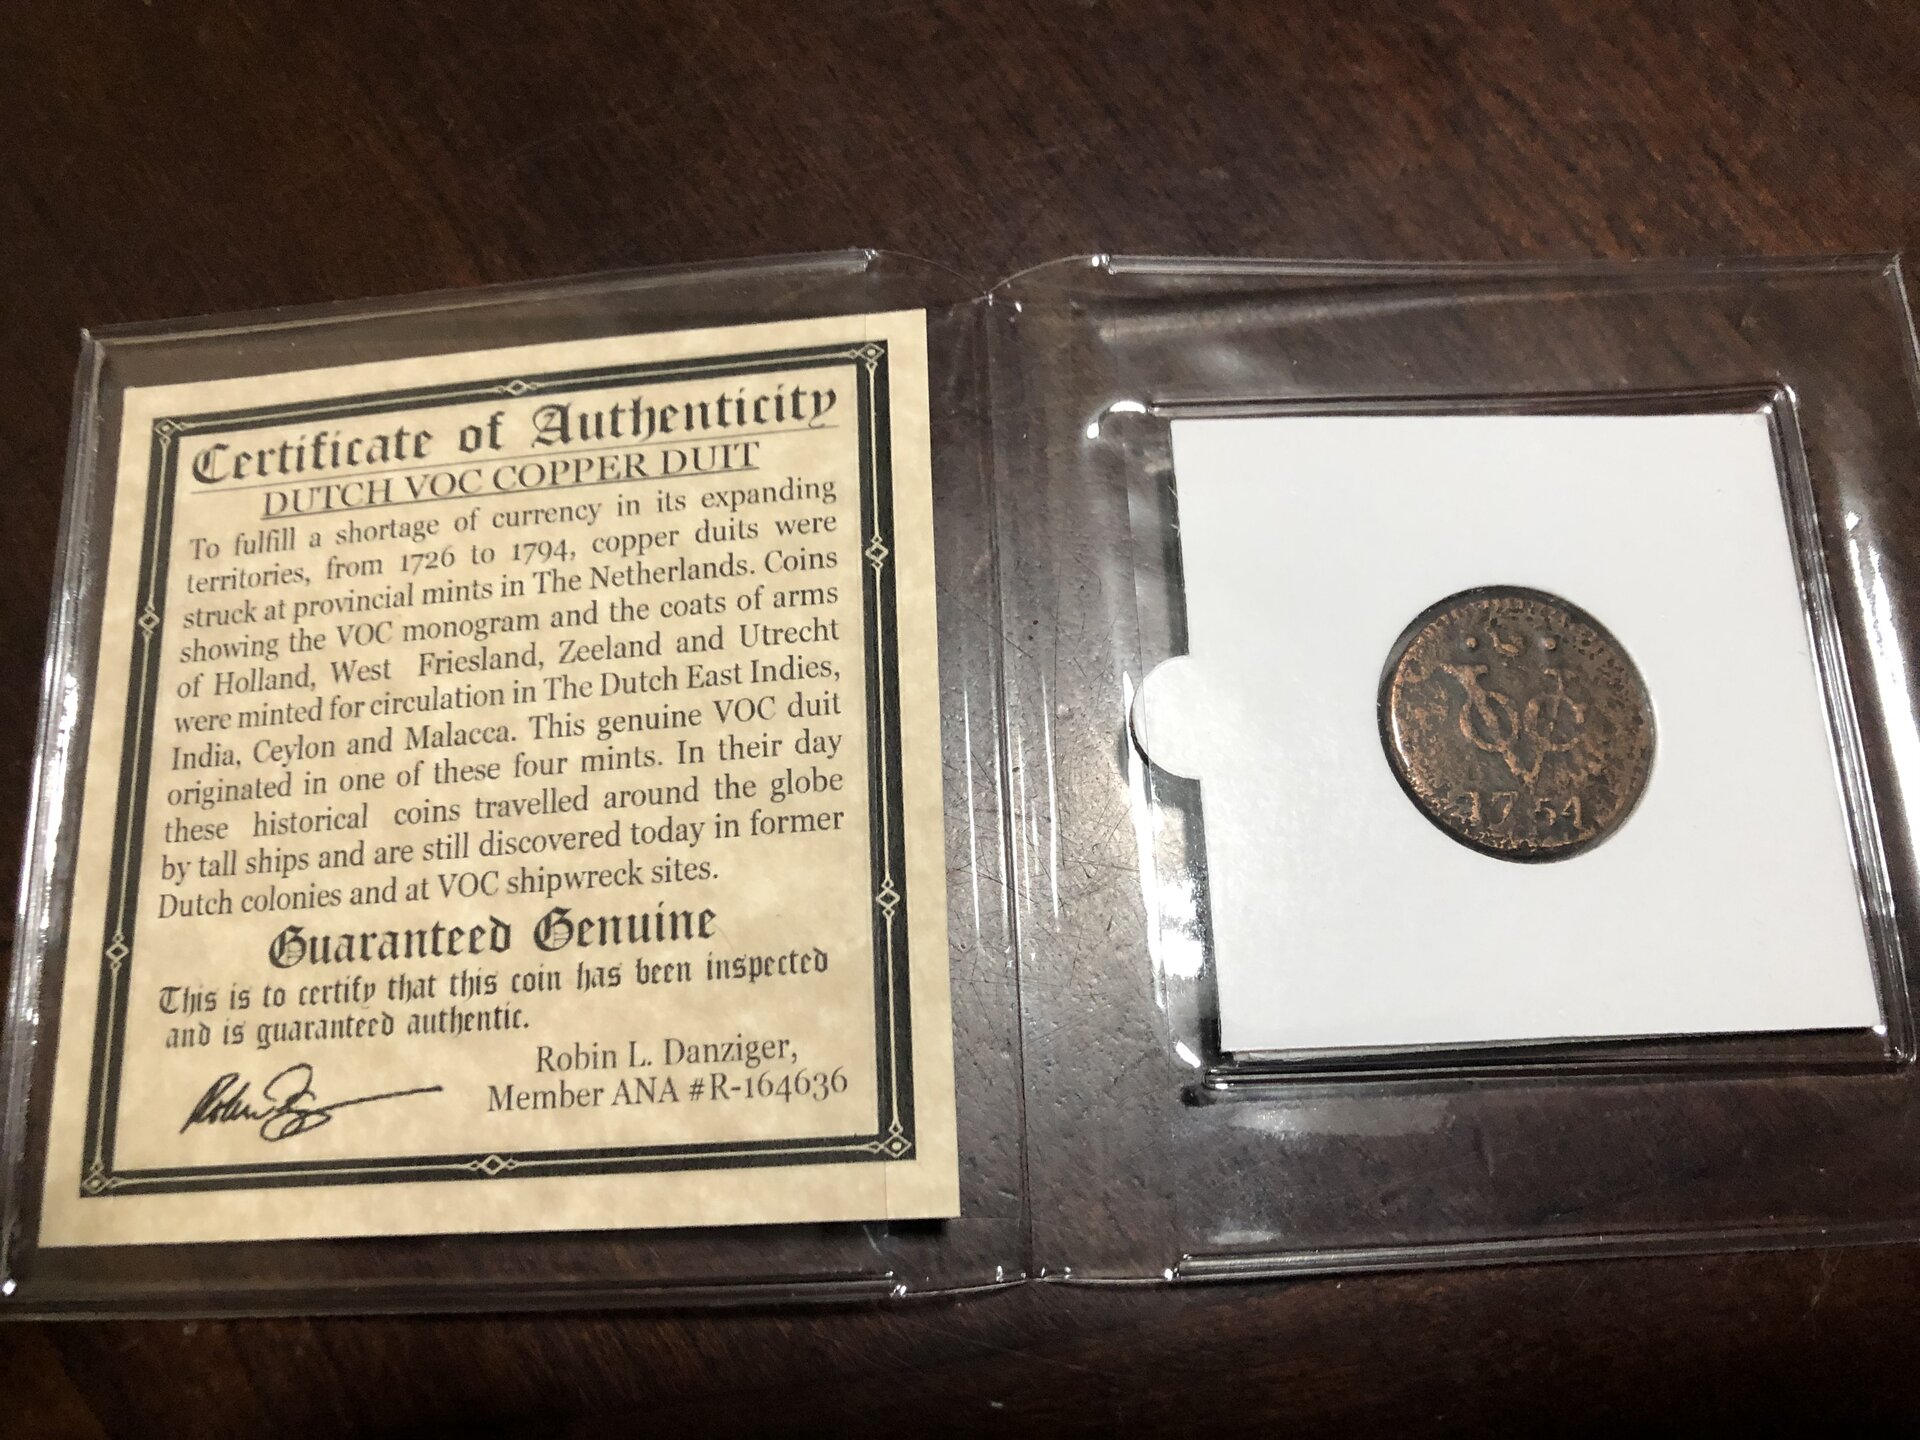 Certificate of Authenticity
DUTCH VOC COPPER DUIT
To fulfill a shortage of currency in its expanding
territories, from 1726 to 1794, copper duits were
struck at provincial mints in The Netherlands. Coins
showing the VOC monogram and the coats of arms
of Holland, West Friesland, Zeeland and Utrecht
were minted for circulation in The Dutch East Indies,
India, Ceylon and Malacca. This genuine VOC duit
originated in one of these four mints. In their day
these historical coins travelled around the globe
by tall ships and are still discovered today in former
Dutch colonies and at VOC shipwreck sites.
Guaranteed Genuine
This is to certify that this coin has been inspected
and is guaranteed authentic.
Robin L. Danziger,
Member ANA #R-164636
VOC
1754